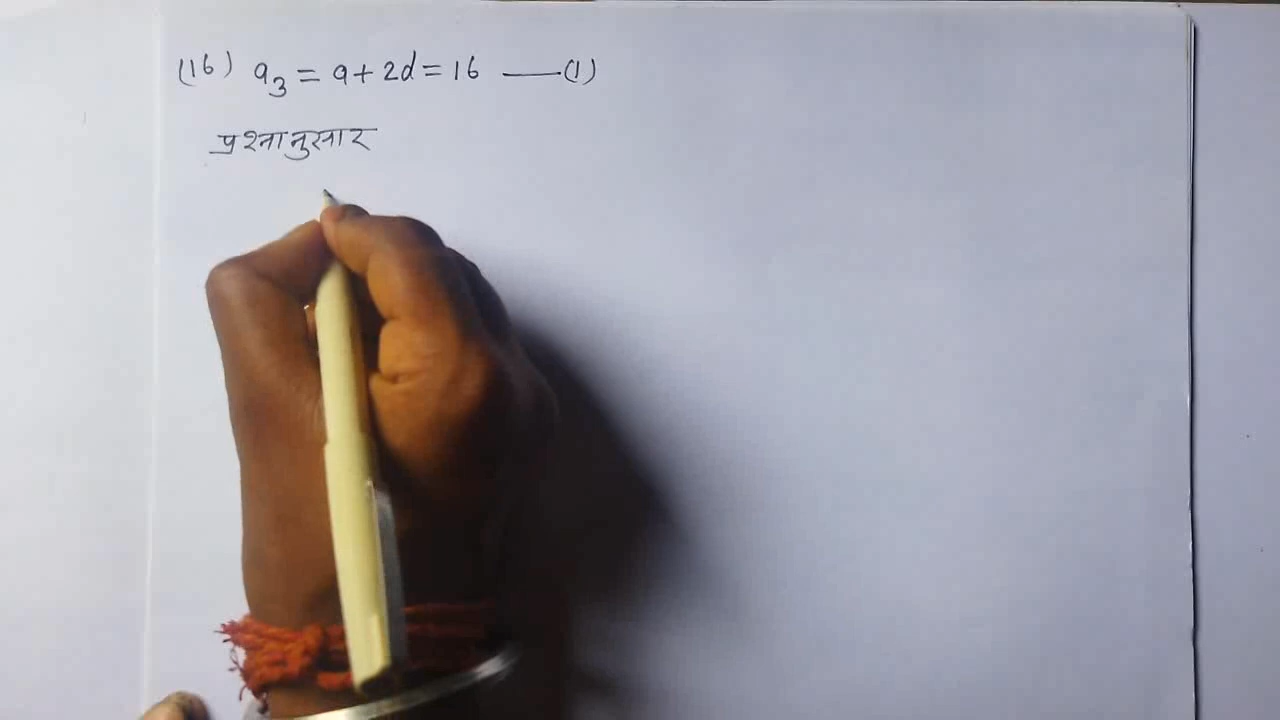 (16) a₃ = a + 2d = 16 —— (1)
प्रश्नानुसार